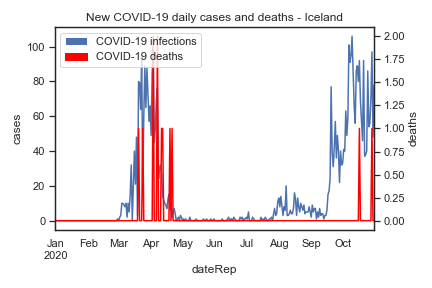 New COVID-19 daily cases and deaths - Iceland
COVID-19 infections
COVID-19 deaths
100
80
60
40
20
0
cases
2.00
1.75
1.50
1.25
1.00
0.75
0.50
0.25
0.00
deaths
Jan Feb Mar Apr May Jun Jul Aug Sep Oct
2020
dateRep